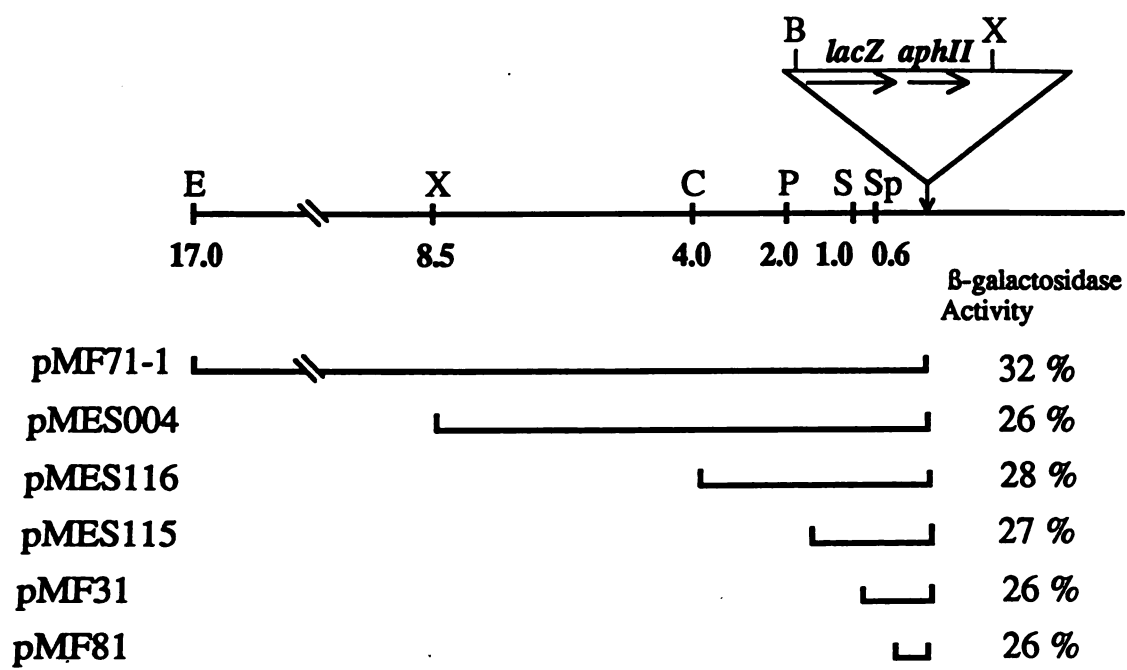 B X
lacZ aphII
E X C P S Sp
17.0 8.5 4.0 2.0 1.0 0.6
ß-galactosidase
Activity
pMF71-1 32 %
pMES004 26 %
pMES116 28 %
pMES115 27 %
pMF31 26 %
pMF81 26 %